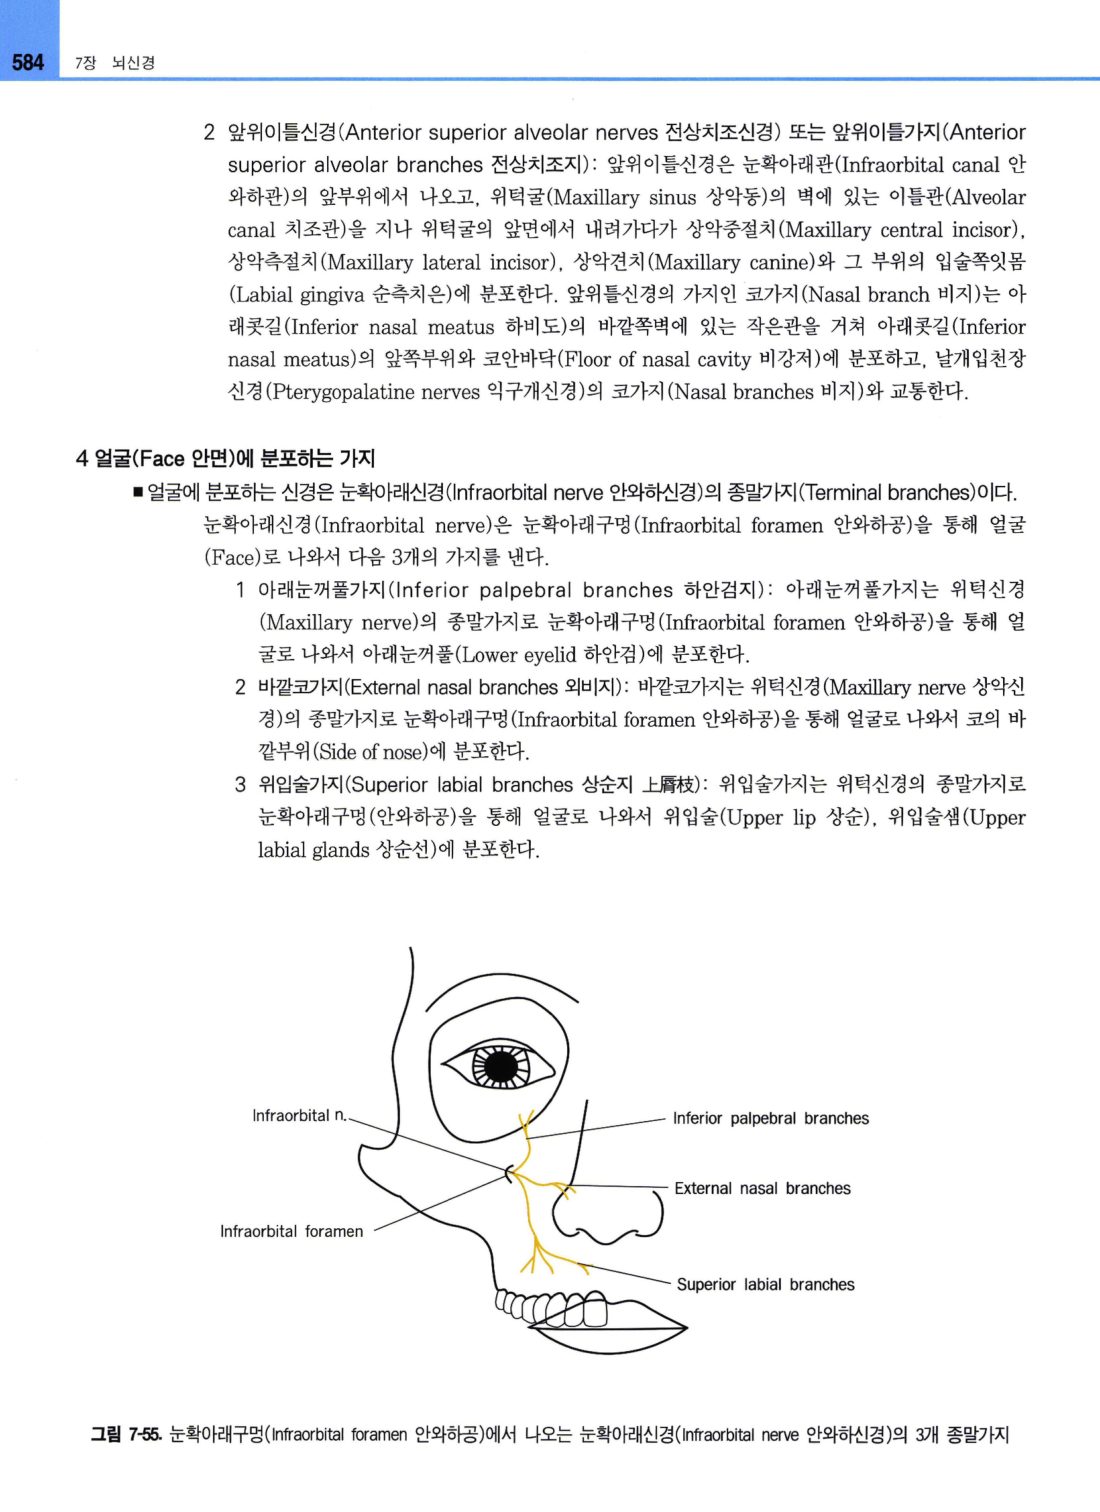 584 7장 뇌신경
2 앞위이틀신경(Anterior superior alveolar nerves 전상치조신경) 또는 앞위이틀가지(Anterior
superior alveolar branches 전상치조지): 앞위이틀신경은 눈확아래관(Infraorbital canal 안
와하관)의 앞부위에서 나오고, 위턱굴(Maxillary sinus 상악동)의 벽에 있는 이틀관(Alveolar
canal 치조관)을 지나 위턱굴의 앞면에서 내려가다가 상악중절치(Maxillary central incisor),
상악측절치(Maxillary lateral incisor), 상악견치(Maxillary canine)와 그 부위의 입술쪽잇몸
(Labial gingiva 순측치은)에 분포한다. 앞위틀신경의 가지인 코가지(Nasal branch 비지)는 아
래콧길(Inferior nasal meatus 하비도)의 바깥쪽벽에 있는 작은관을 거쳐 아래콧길(Inferior
nasal meatus)의 앞쪽부위와 코안바닥(Floor of nasal cavity 비강저)에 분포하고, 날개입천장
신경(Pterygopalatine nerves 익구개신경)의 코가지(Nasal branches 비지)와 교통한다.
4 얼굴(Face 안면)에 분포하는 가지
■ 얼굴에 분포하는 신경은 눈확아래신경(Infraorbital nerve 안와하신경)의 종말가지(Terminal branches)이다.
눈확아래신경(Infraorbital nerve)은 눈확아래구멍(Infraorbital foramen 안와하공)을 통해 얼굴
(Face)로 나와서 다음 3개의 가지를 낸다.
1 아래눈꺼풀가지(Inferior palpebral branches 하안검지): 아래눈꺼풀가지는 위턱신경
(Maxillary nerve)의 종말가지로 눈확아래구멍(Infraorbital foramen 안와하공)을 통해 얼
굴로 나와서 아래눈꺼풀(Lower eyelid 하안검)에 분포한다.
2 바깥코가지(External nasal branches 외비지): 바깥코가지는 위턱신경(Maxillary nerve 상악신
경)의 종말가지로 눈확아래구멍(Infraorbital foramen 안와하공)을 통해 얼굴로 나와서 코의 바
깥부위(Side of nose)에 분포한다.
3 위입술가지(Superior labial branches 상순지 上脣枝): 위입술가지는 위턱신경의 종말가지로
눈확아래구멍(안와하공)을 통해 얼굴로 나와서 위입술(Upper lip 상순), 위입술샘(Upper
labial glands 상순선)에 분포한다.
Infraorbital n.
Inferior palpebral branches
External nasal branches
Infraorbital foramen
Superior labial branches
그림 7-55. 눈확아래구멍(Infraorbital foramen 안와하공)에서 나오는 눈확아래신경(Infraorbital nerve 안와하신경)의 3개 종말가지